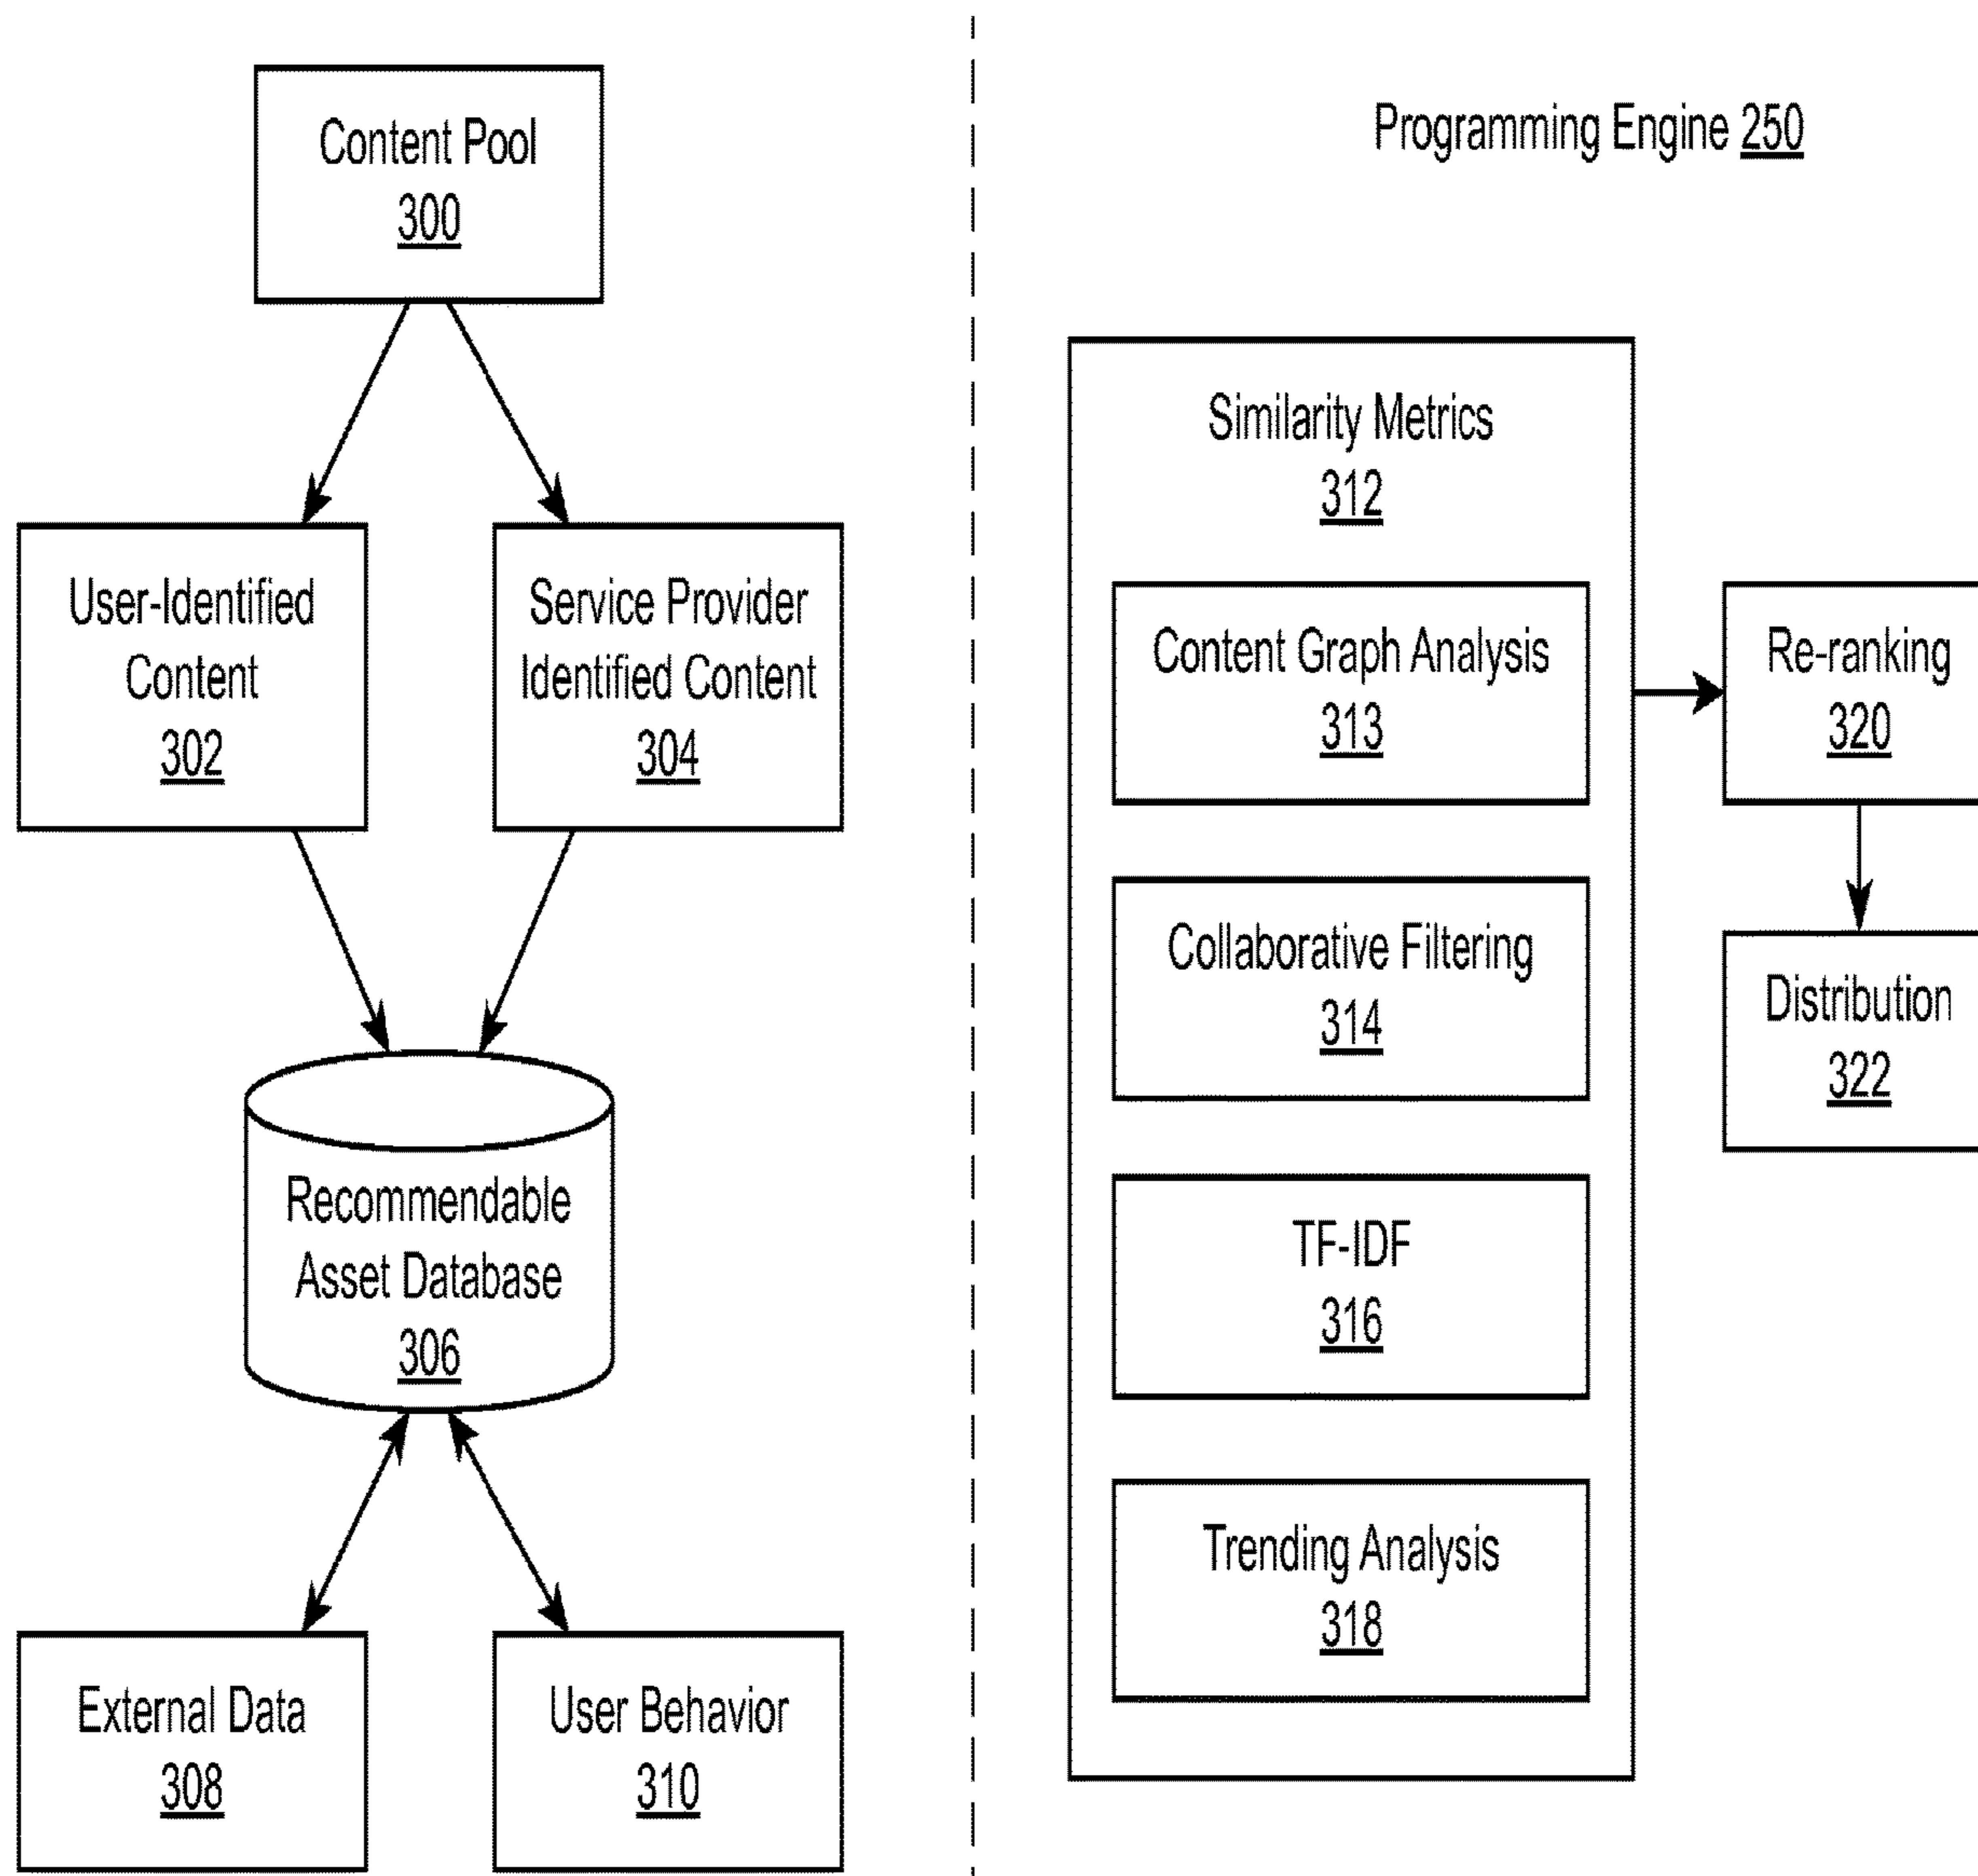 Content Pool
300
User-Identified
Content
302
Service Provider
Identified Content
304
Recommendable
Asset Database
306
External Data
308
User Behavior
310
Programming Engine 250
Similarity Metrics
312
Content Graph Analysis
313
Collaborative Filtering
314
TF-IDF
316
Trending Analysis
318
Re-ranking
320
Distribution
322